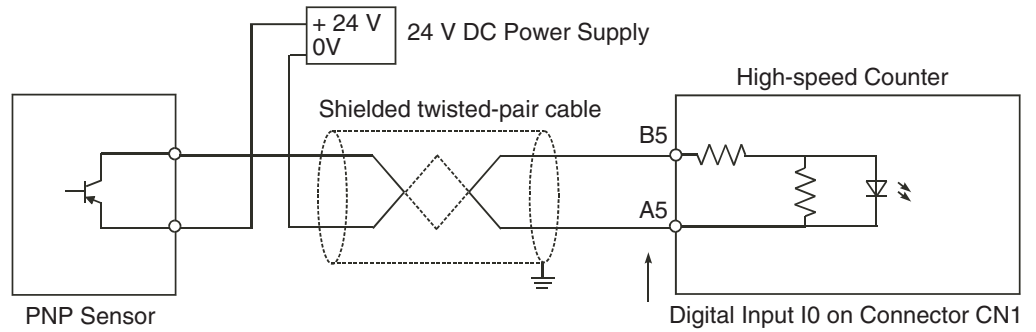 + 24 V
0V
24 V DC Power Supply
High-speed Counter
Shielded twisted-pair cable
B5
A5
PNP Sensor
Digital Input I0 on Connector CN1